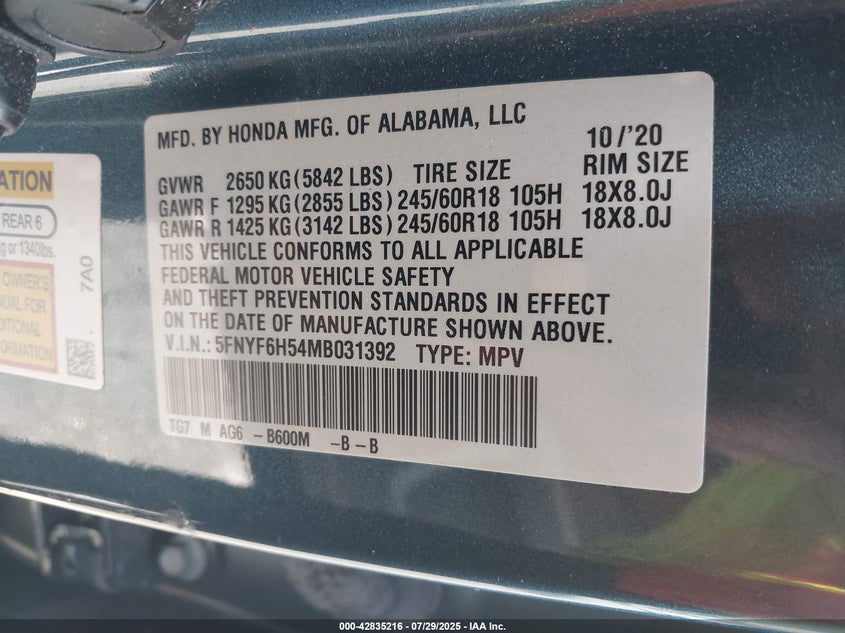 MFD. BY HONDA MFG. OF ALABAMA, LLC 10/'20
GVWR 2650 KG (5842 LBS) TIRE SIZE RIM SIZE
GAWR F 1295 KG (2855 LBS) 245/60R18 105H 18X8.0J
GAWR R 1425 KG (3142 LBS) 245/60R18 105H 18X8.0J
THIS VEHICLE CONFORMS TO ALL APPLICABLE
FEDERAL MOTOR VEHICLE SAFETY
AND THEFT PREVENTION STANDARDS IN EFFECT
ON THE DATE OF MANUFACTURE SHOWN ABOVE.
V.I.N.: 5FNYF6H54MB031392 TYPE: MPV
TG7 M AG6 -B600M -B-B
REAR 6
or 1340lbs.
7A0
OWNER'S
FOR
000-42835216 - 07/29/2025 - IAA Inc.